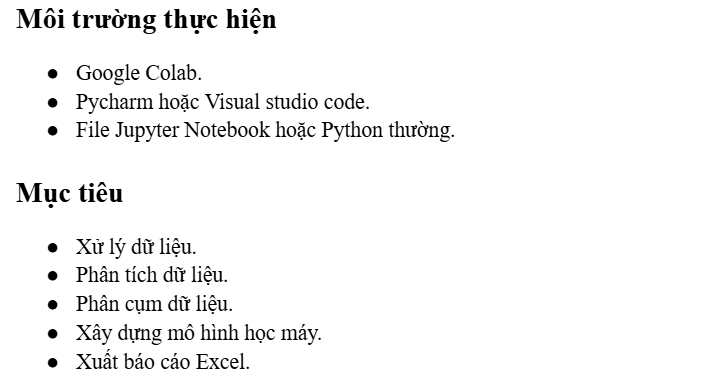 Môi trường thực hiện
● Google Colab.
● Pycharm hoặc Visual studio code.
● File Jupyter Notebook hoặc Python thường.
Mục tiêu
● Xử lý dữ liệu.
● Phân tích dữ liệu.
● Phân cụm dữ liệu.
● Xây dựng mô hình học máy.
● Xuất báo cáo Excel.